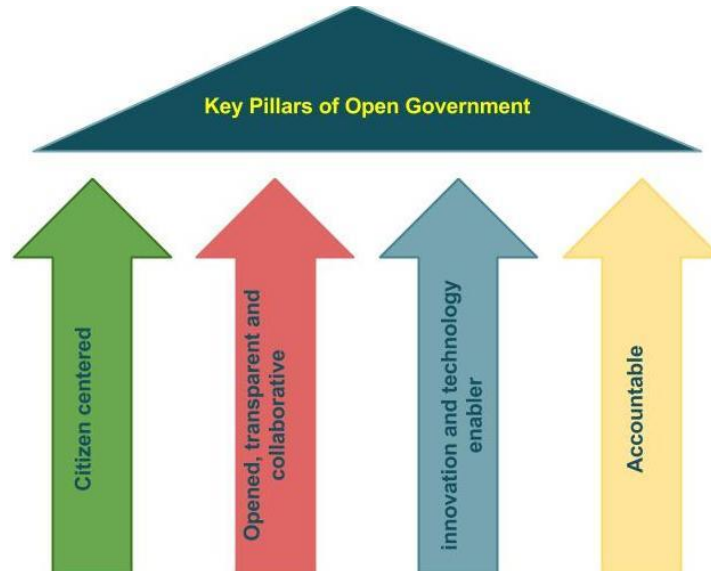 Key Pillars of Open Government
Citizen centered
Opened, transparent and
collaborative
innovation and technology
enabler
Accountable